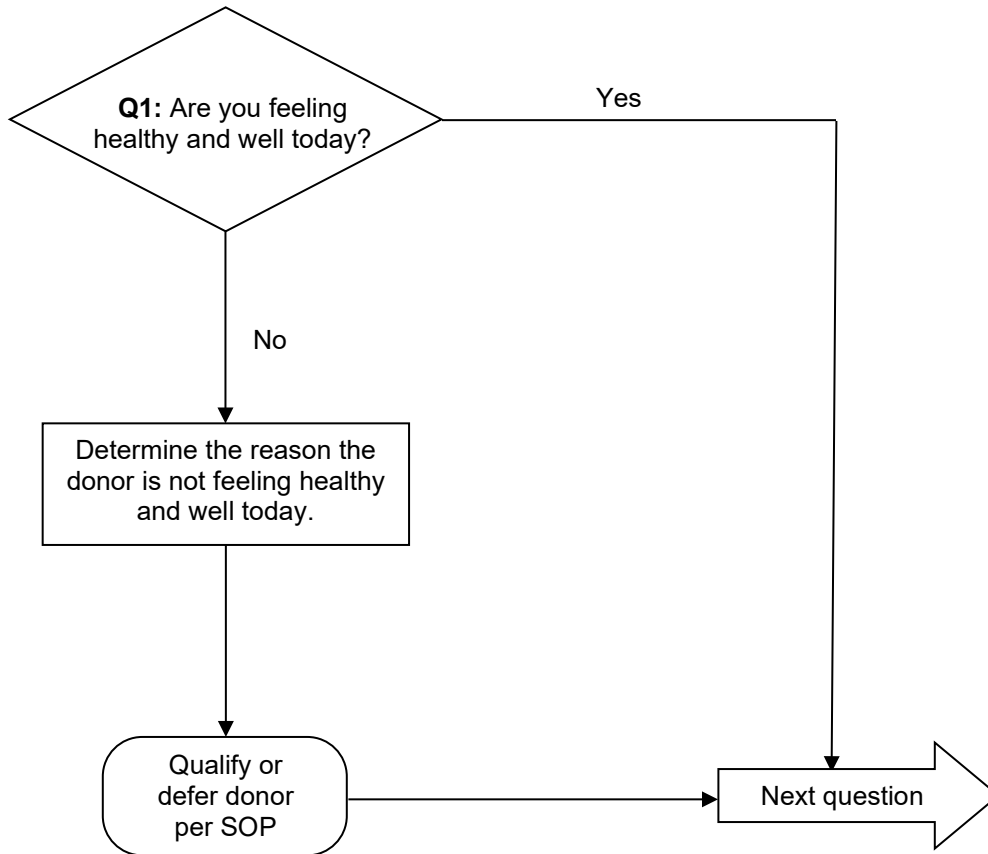 Q1: Are you feeling
healthy and well today?
Yes
No
Determine the reason the
donor is not feeling healthy
and well today.
Qualify or
defer donor
per SOP
Next question